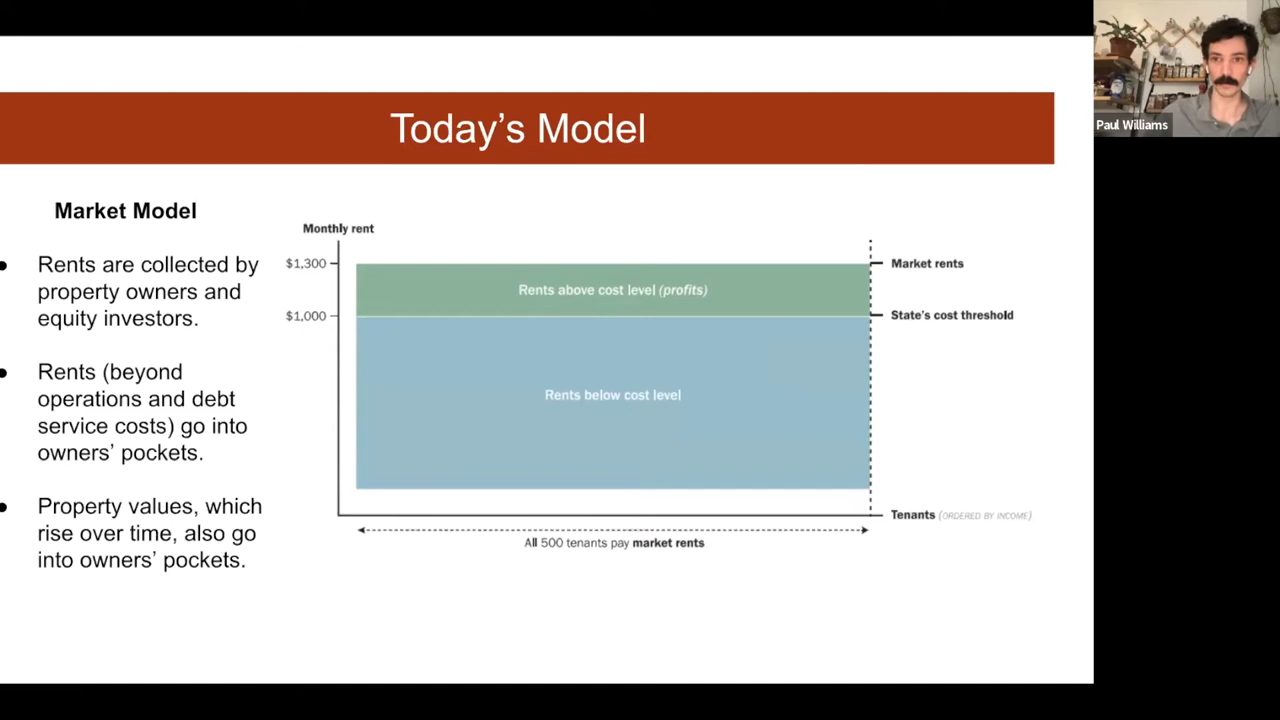 Today's Model
Paul Williams
Market Model
● Rents are collected by
property owners and
equity investors.
● Rents (beyond
operations and debt
service costs) go into
owners' pockets.
● Property values, which
rise over time, also go
into owners' pockets.
Monthly rent
$1,300
$1,000
Rents above cost level (profits)
Rents below cost level
Market rents
State's cost threshold
Tenants (ORDERED BY INCOME)
All 500 tenants pay market rents